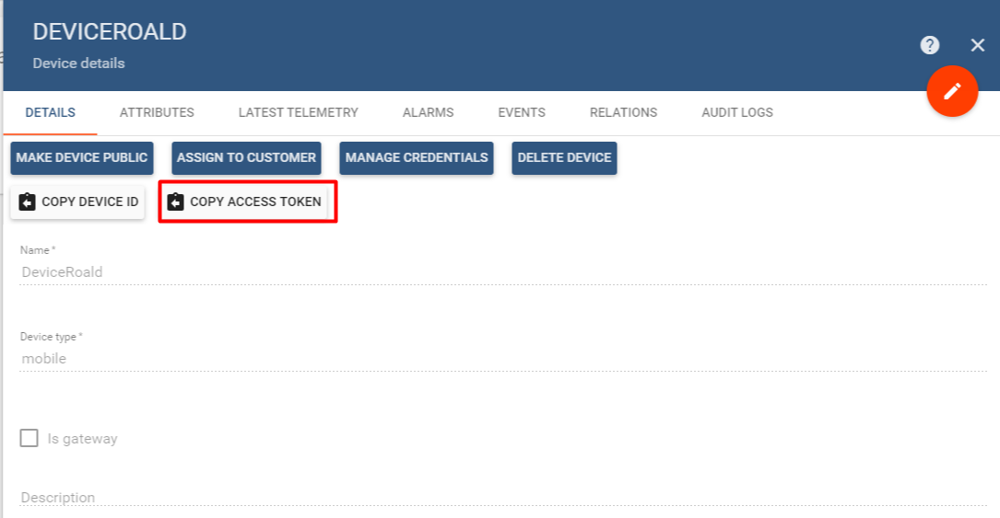 DEVICEROALD
Device details
DETAILS ATTRIBUTES LATEST TELEMETRY ALARMS EVENTS RELATIONS AUDIT LOGS
MAKE DEVICE PUBLIC ASSIGN TO CUSTOMER MANAGE CREDENTIALS DELETE DEVICE
COPY DEVICE ID COPY ACCESS TOKEN
Name *
DeviceRoald
Device type *
mobile
Is gateway
Description